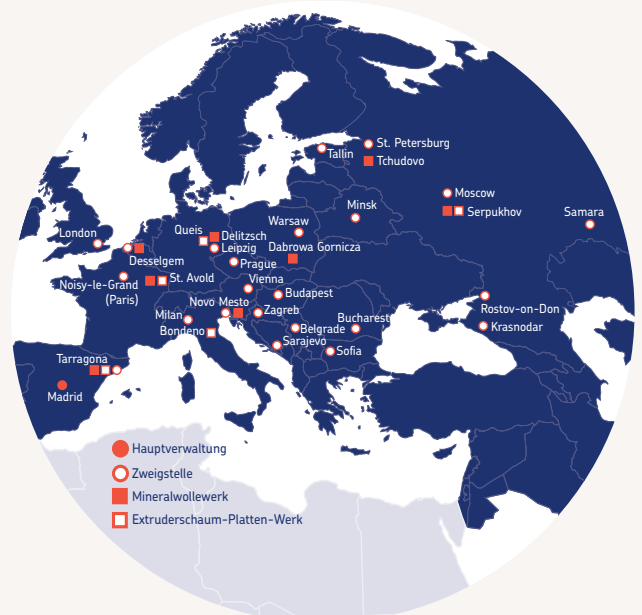 St. Petersburg
Tallin
Tchudovo
Moscow
Minsk
Serpukhov
Samara
Warsaw
Queis
Delitzsch
London
Leipzig
Dabrowa Gornicza
Desselgem
Prague
St. Avold
Noisy-le-Grand
(Paris)
Vienna
Budapest
Novo Mesto
Rostov-on-Don
Zagreb
Milan
Bucharest
Krasnodar
Bondeno
Belgrade
Sarajevo
Sofia
Tarragona
Madrid
Hauptverwaltung
Zweigstelle
Mineralwollewerk
Extruderschaum-Platten-Werk